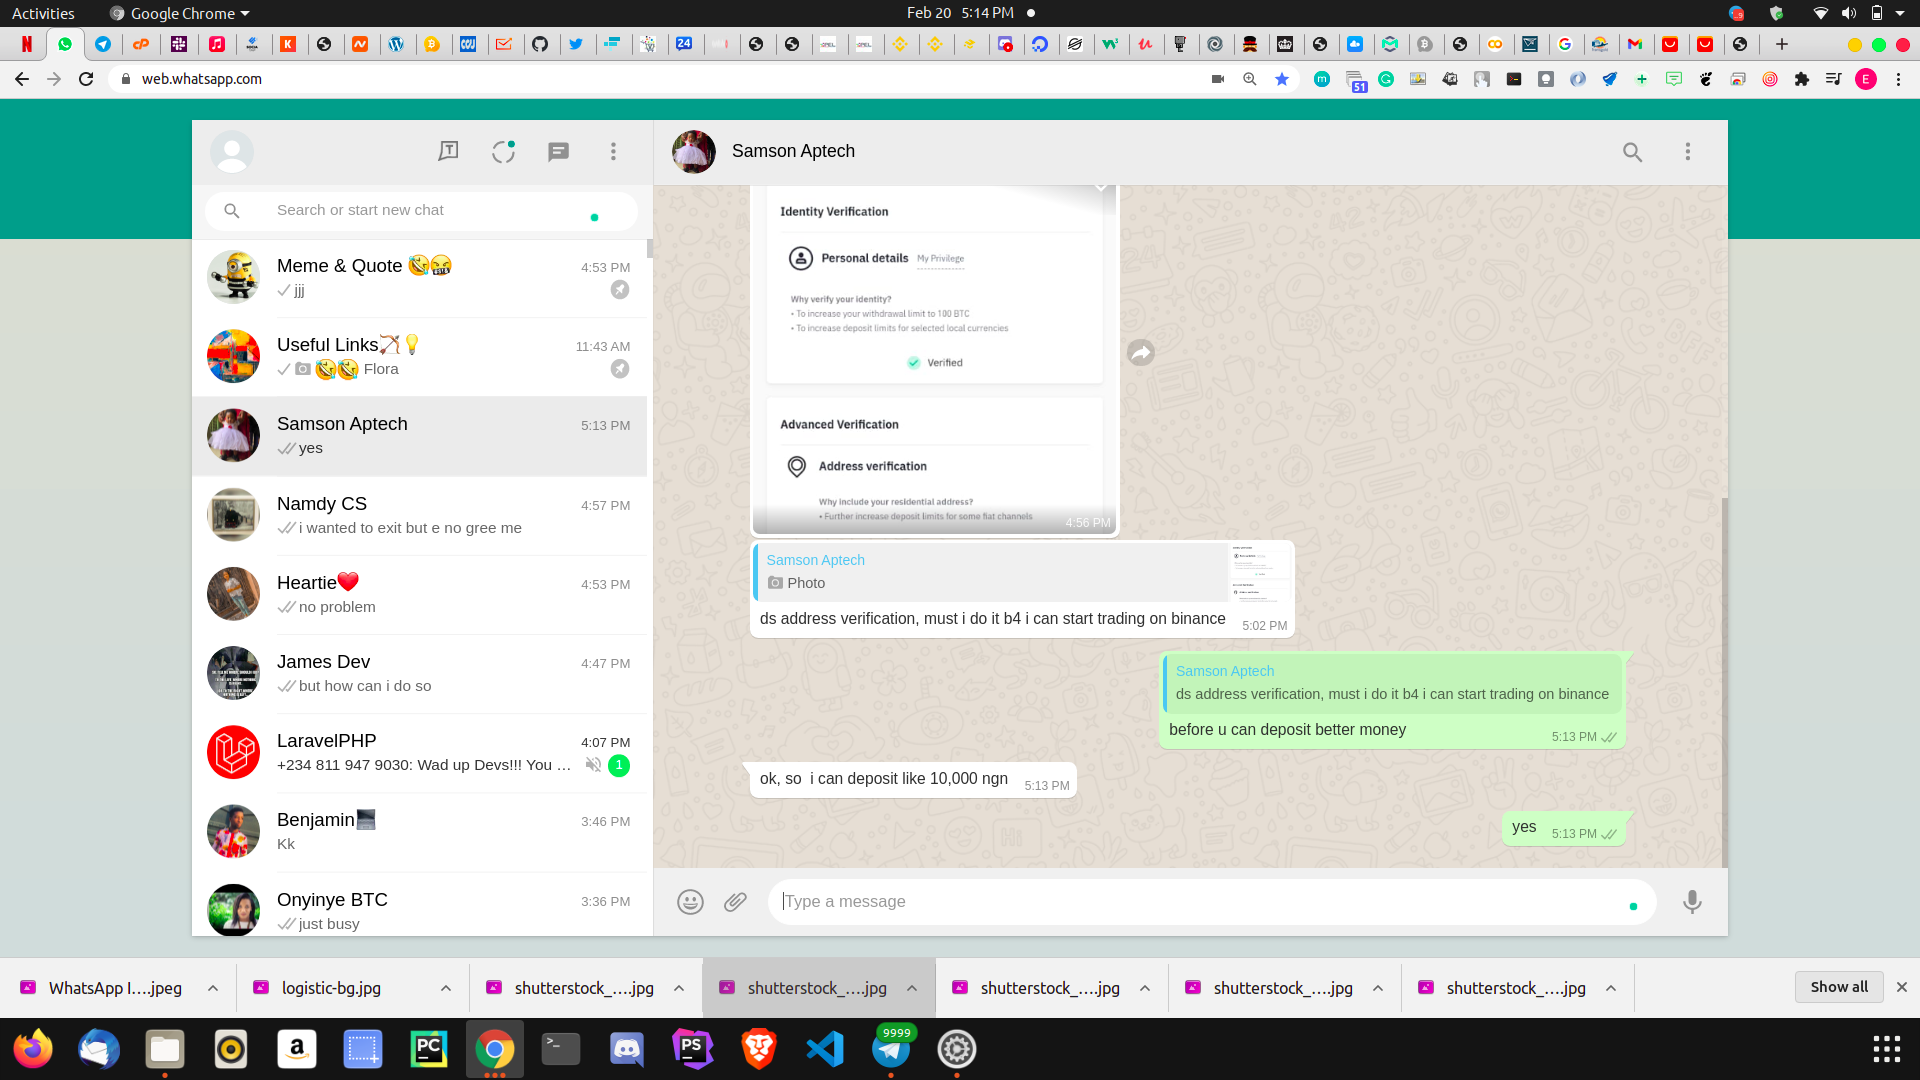 Activities
Google Chrome
Feb 20 5:14 PM
web.whatsapp.com
51
E
Samson Aptech
Search or start new chat
Meme & Quote 🤣🤬
4:53 PM
jjj
Useful Links🏹💡
11:43 AM
🤣🤣 Flora
Samson Aptech
5:13 PM
yes
Namdy CS
4:57 PM
i wanted to exit but e no gree me
Heartie❤️
4:53 PM
no problem
James Dev
4:47 PM
but how can i do so
LaravelPHP
4:07 PM
+234 811 947 9030: Wad up Devs!!! You …
1
Benjamin💻
3:46 PM
Kk
Onyinye BTC
3:36 PM
just busy
Identity Verification
Personal details My Privilege
Why verify your identity?
• To increase your withdrawal limit to 100 BTC
• To increase deposit limits for selected local currencies
Verified
Advanced Verification
Address verification
Why include your residential address?
• Further increase deposit limits for some fiat channels
4:56 PM
Samson Aptech
Photo
ds address verification, must i do it b4 i can start trading on binance
5:02 PM
Samson Aptech
ds address verification, must i do it b4 i can start trading on binance
before u can deposit better money
5:13 PM
ok, so  i can deposit like 10,000 ngn
5:13 PM
yes
5:13 PM
Type a message
WhatsApp I….jpeg
logistic-bg.jpg
shutterstock_….jpg
shutterstock_….jpg
shutterstock_….jpg
shutterstock_….jpg
shutterstock_….jpg
Show all
9999